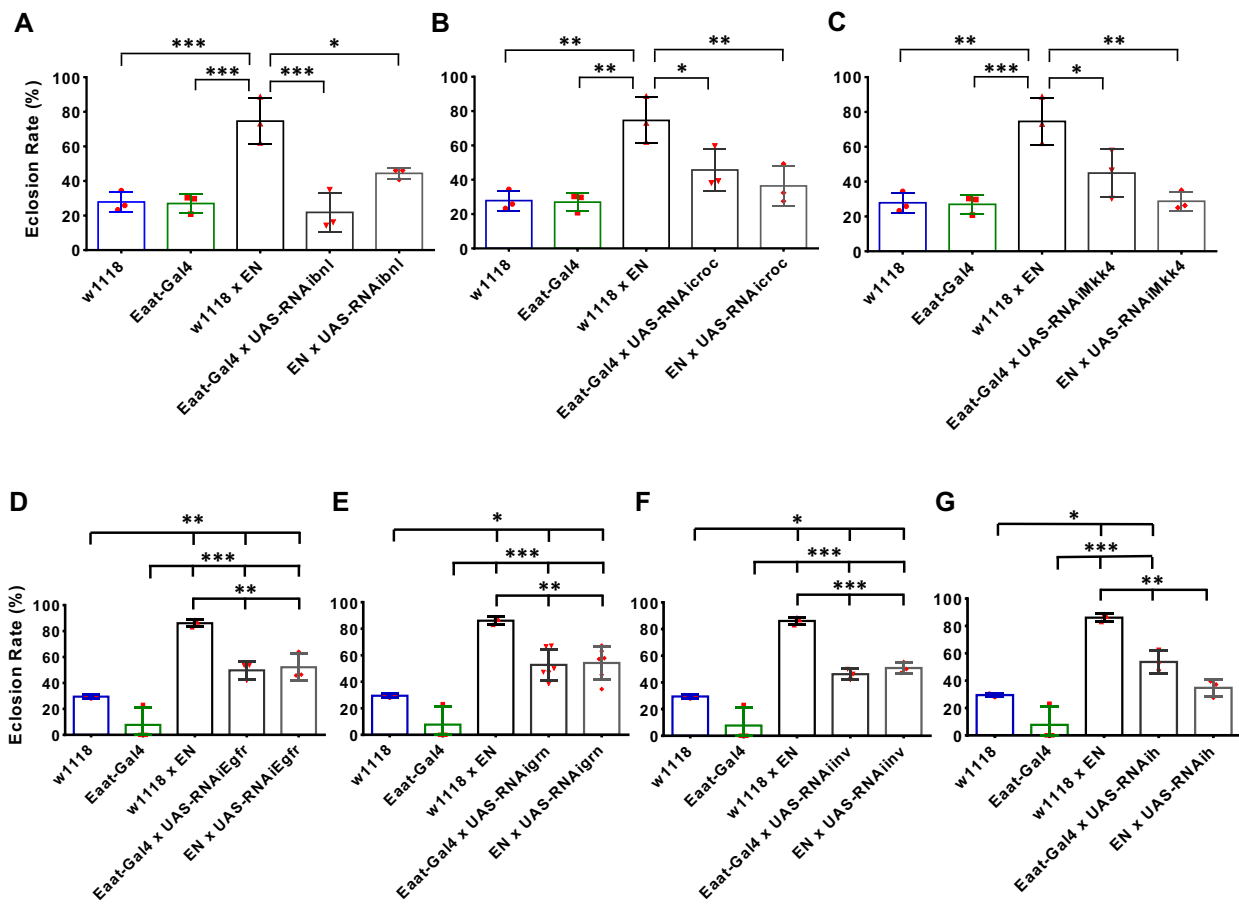 A
B
C
*** *
*** ***
** **
** *
** **
*** *
Eclosion Rate (%)
100
80
60
40
20
0
100
80
60
40
20
0
100
80
60
40
20
0
w1118
Eaat-Gal4
w1118 x EN
Eaat-Gal4 x UAS-RNAibnl
EN x UAS-RNAibnl
w1118
Eaat-Gal4
w1118 x EN
Eaat-Gal4 x UAS-RNAicroc
EN x UAS-RNAicroc
w1118
Eaat-Gal4
w1118 x EN
Eaat-Gal4 x UAS-RNAiMkk4
EN x UAS-RNAiMkk4
D
E
F
G
**
***
**
*
***
**
*
***
***
*
***
**
Eclosion Rate (%)
100
80
60
40
20
0
100
80
60
40
20
0
100
80
60
40
20
0
100
80
60
40
20
0
w1118
Eaat-Gal4
w1118 x EN
Eaat-Gal4 x UAS-RNAiEgfr
EN x UAS-RNAiEgfr
w1118
Eaat-Gal4
w1118 x EN
Eaat-Gal4 x UAS-RNAigrn
EN x UAS-RNAigrn
w1118
Eaat-Gal4
w1118 x EN
Eaat-Gal4 x UAS-RNAiinv
EN x UAS-RNAiinv
w1118
Eaat-Gal4
w1118 x EN
Eaat-Gal4 x UAS-RNAih
EN x UAS-RNAih